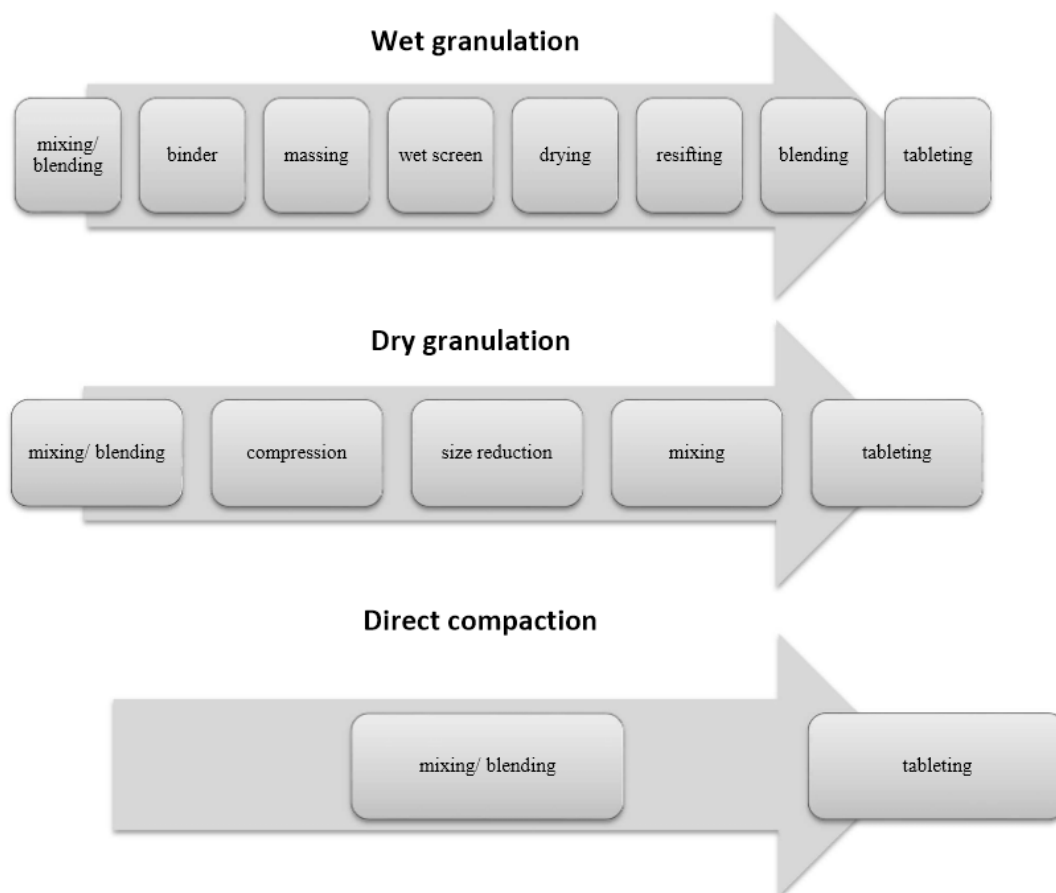 Wet granulation
mixing/
blending
binder
massing
wet screen
drying
resifting
blending
tableting
Dry granulation
mixing/ blending
compression
size reduction
mixing
tableting
Direct compaction
mixing/ blending
tableting